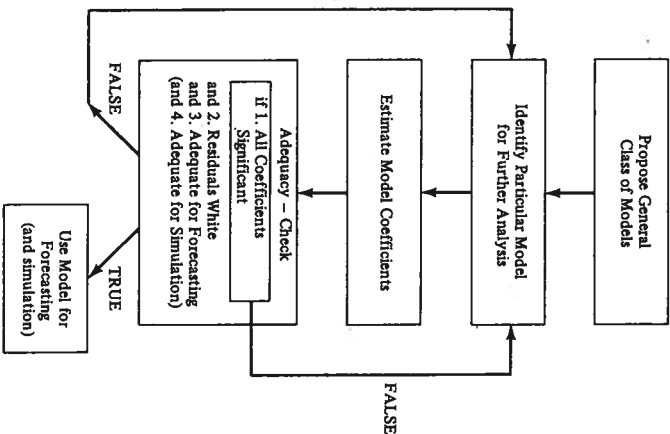 Propose General
Class of Models
Identify Particular Model
for Further Analysis
Estimate Model Coefficients
Adequacy – Check
if 1. All Coefficients
Significant
and 2. Residuals White
and 3. Adequate for Forecasting
(and 4. Adequate for Simulation)
FALSE
FALSE
TRUE
Use Model for
Forecasting
(and simulation)